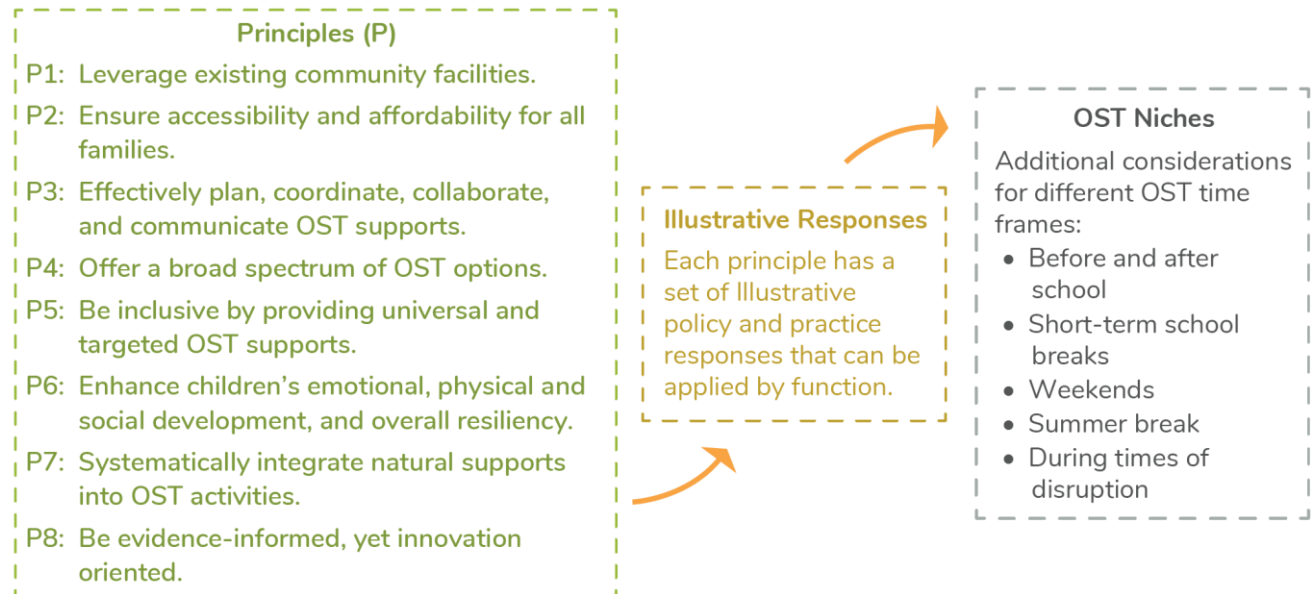 Principles (P)
P1: Leverage existing community facilities.
P2: Ensure accessibility and affordability for all
families.
P3: Effectively plan, coordinate, collaborate,
and communicate OST supports.
P4: Offer a broad spectrum of OST options.
P5: Be inclusive by providing universal and
targeted OST supports.
P6: Enhance children’s emotional, physical and
social development, and overall resiliency.
P7: Systematically integrate natural supports
into OST activities.
P8: Be evidence-informed, yet innovation
oriented.
Illustrative Responses
Each principle has a
set of Illustrative
policy and practice
responses that can be
applied by function.
OST Niches
Additional considerations
for different OST time
frames:
• Before and after
school
• Short-term school
breaks
• Weekends
• Summer break
• During times of
disruption